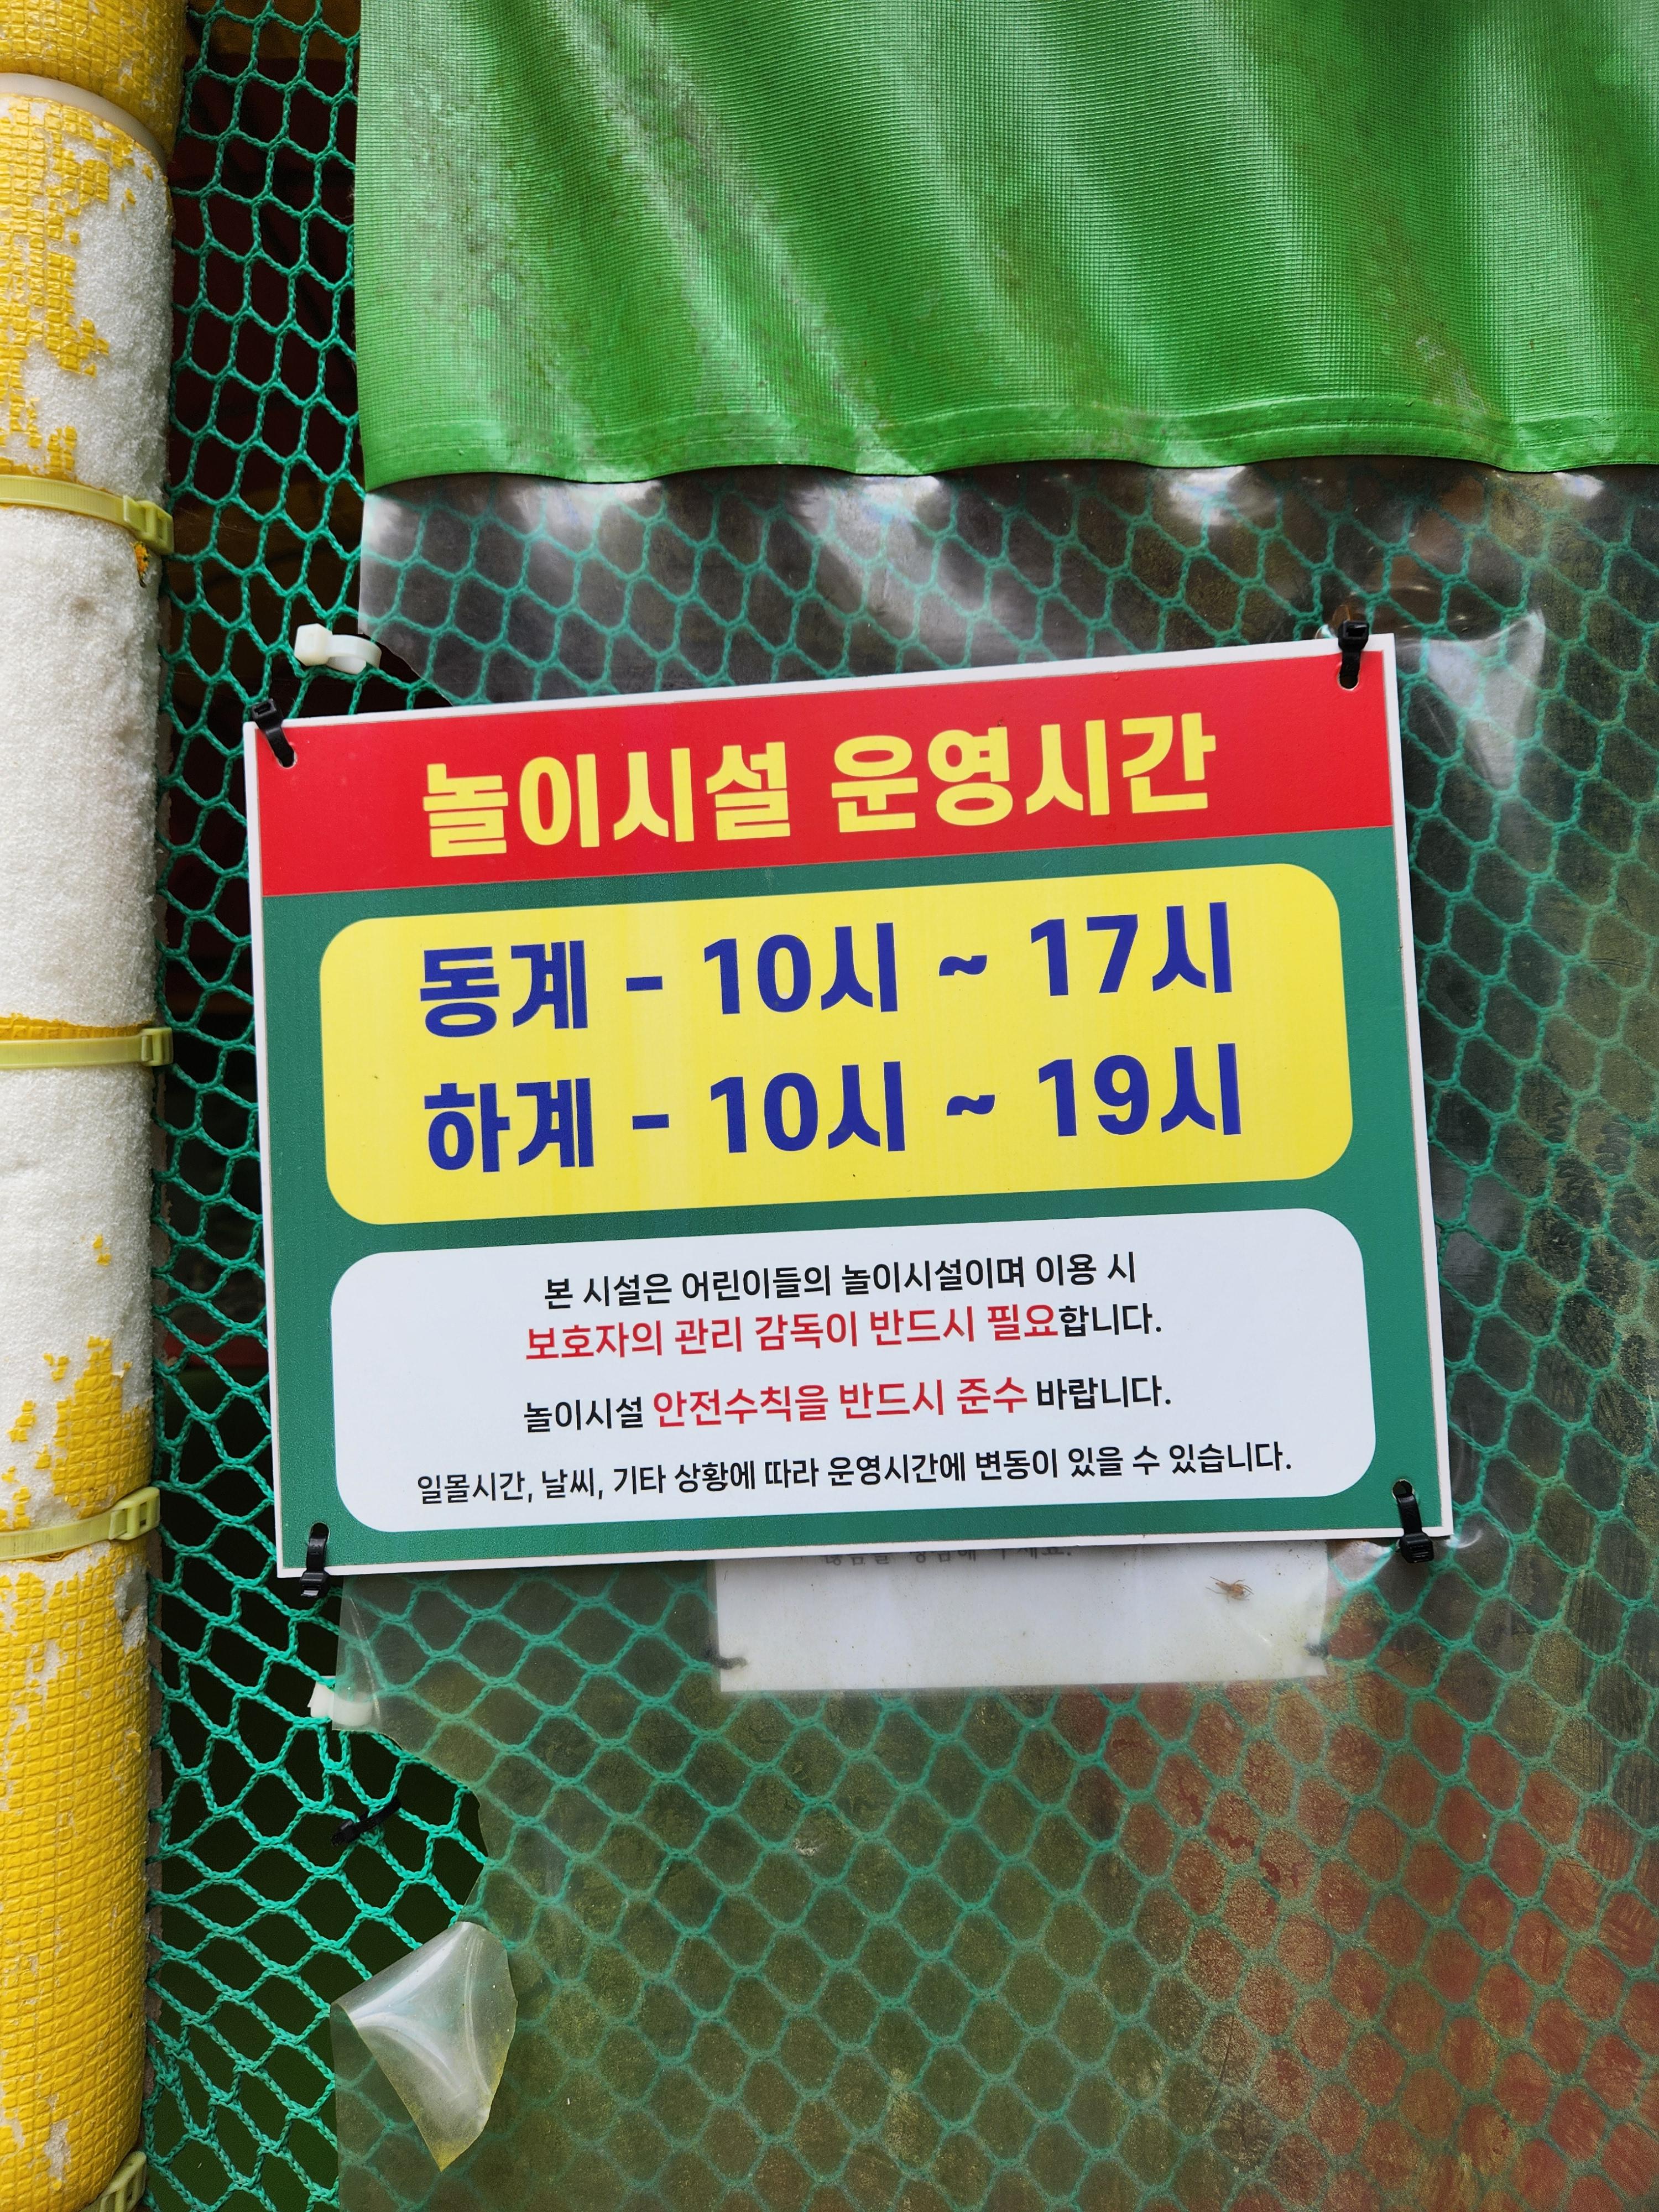 놀이시설 운영시간
동계 - 10시 ~ 17시
하계 - 10시 ~ 19시
본 시설은 어린이들의 놀이시설이며 이용 시
보호자의 관리 감독이 반드시 필요합니다.
놀이시설 안전수칙을 반드시 준수 바랍니다.
일몰시간, 날씨, 기타 상황에 따라 운영시간에 변동이 있을 수 있습니다.